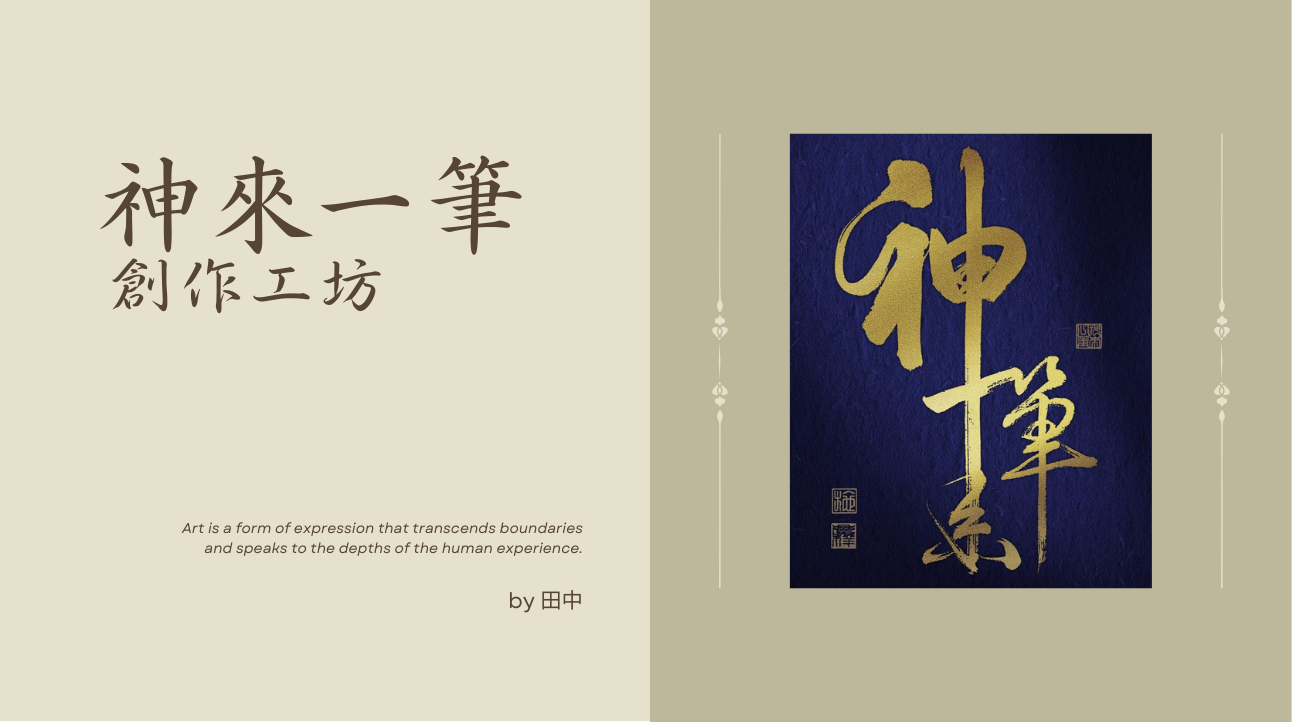 神來一筆
創作工坊
Art is a form of expression that transcends boundaries
and speaks to the depths of the human experience.
by 田中
神
筆